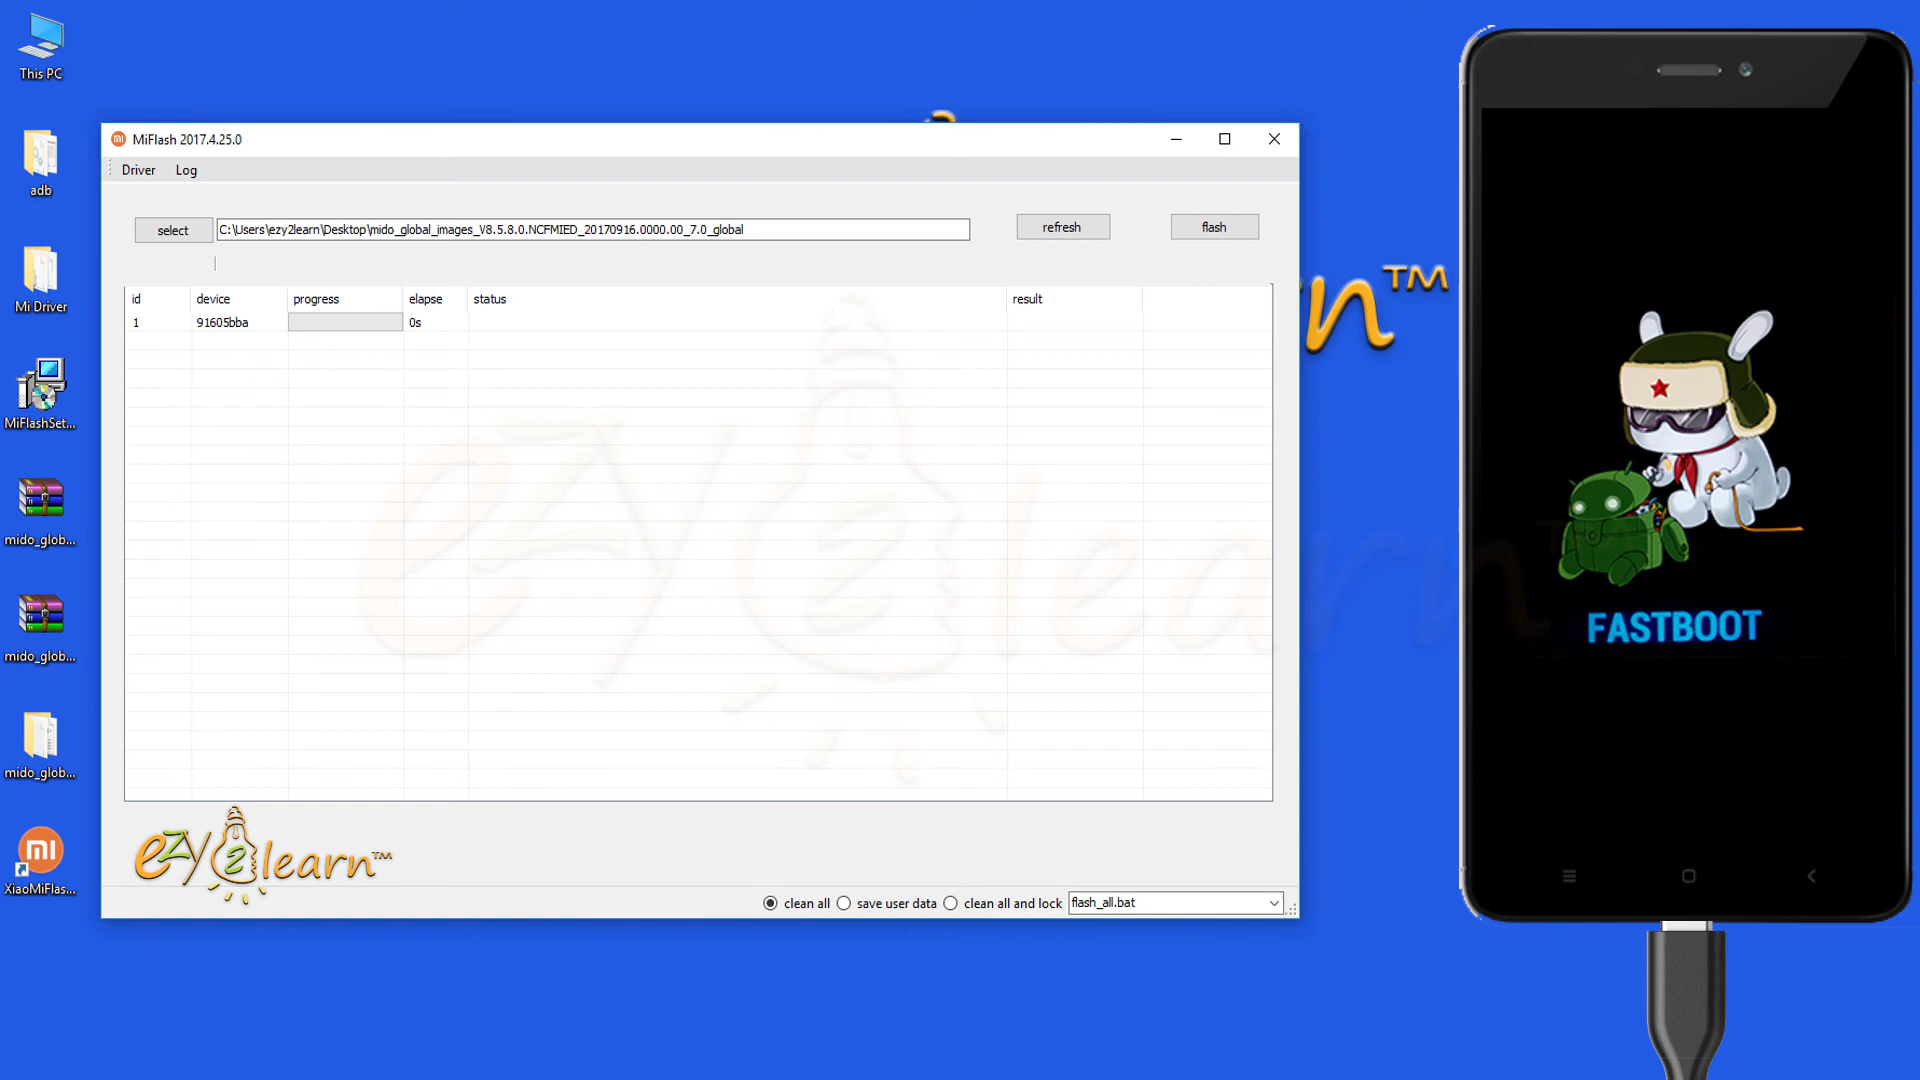 This PC
adb
Mi Driver
MiFlashSet...
mido_glob...
mido_glob...
mido_glob...
XiaoMiFlas...
MiFlash 2017.4.25.0
Driver Log
select C:\Users\ezy2learn\Desktop\mido_global_images_V8.5.8.0.NCFMIED_20170916.0000.00_7.0_global refresh flash
id device progress elapse status result
1 91605bba 0s
ezy2learn
ezy2learn™
clean all save user data clean all and lock flash_all.bat
rn™
FASTBOOT